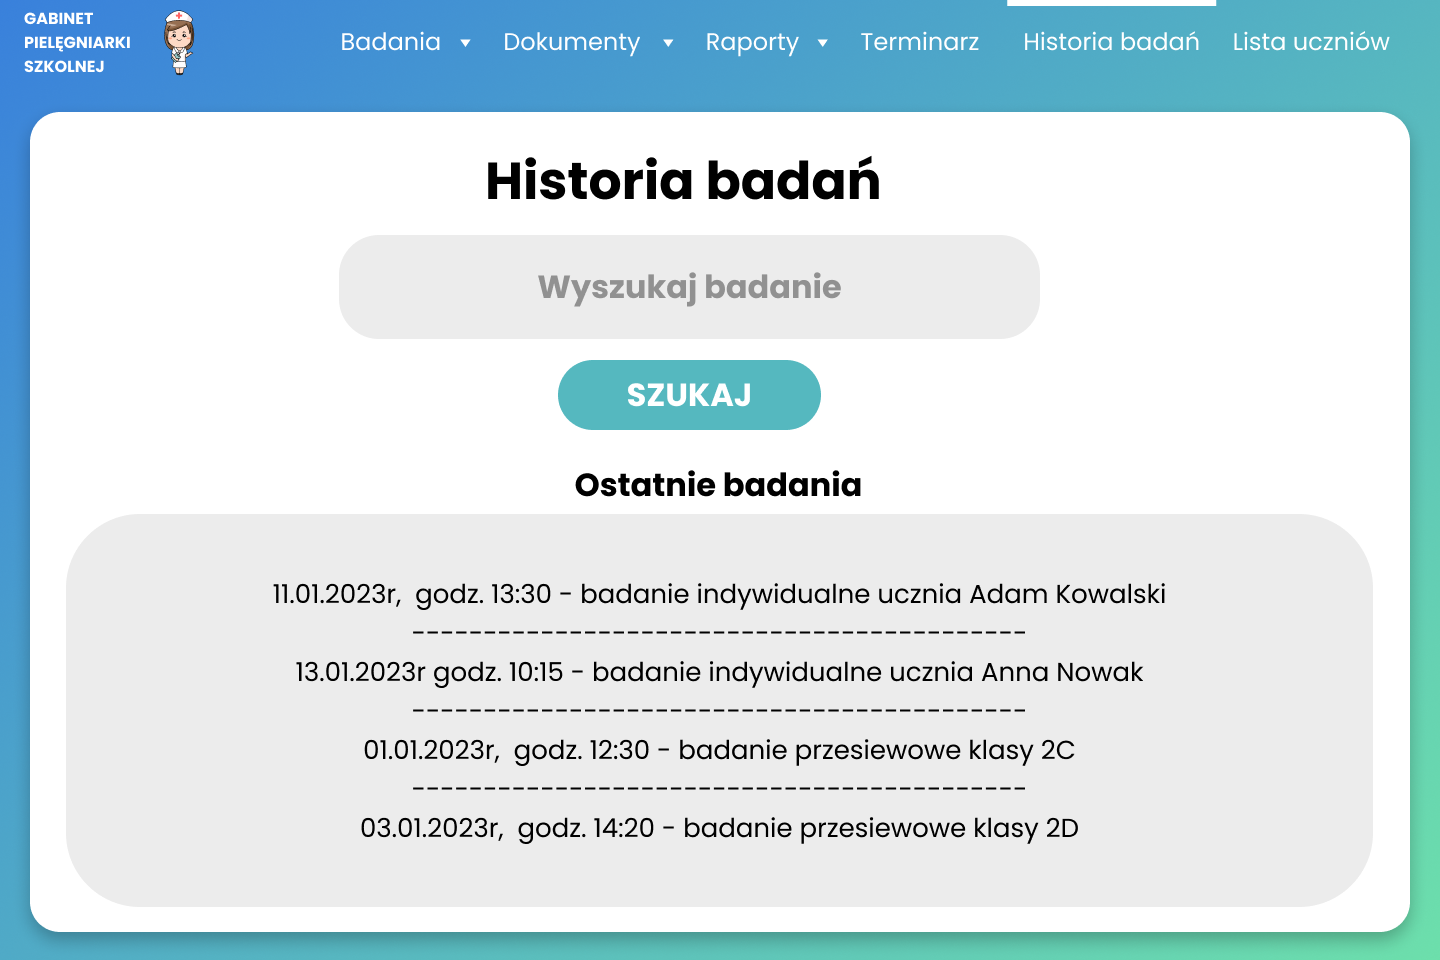 GABINET
PIELĘGNIARKI
SZKOLNEJ
Badania ▼ Dokumenty ▼ Raporty ▼ Terminarz Historia badań Lista uczniów
Historia badań
Wyszukaj badanie
SZUKAJ
Ostatnie badania
11.01.2023r,  godz. 13:30 - badanie indywidualne ucznia Adam Kowalski
-------------------------------------------
13.01.2023r godz. 10:15 - badanie indywidualne ucznia Anna Nowak
-------------------------------------------
01.01.2023r,  godz. 12:30 - badanie przesiewowe klasy 2C
-------------------------------------------
03.01.2023r,  godz. 14:20 - badanie przesiewowe klasy 2D